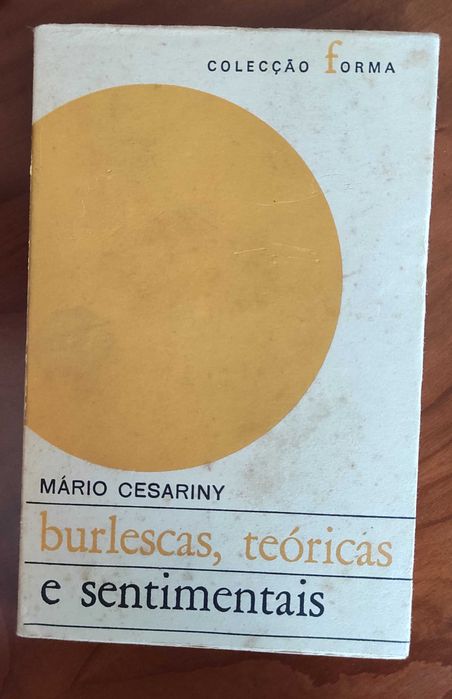 COLECÇÃO FORMA
MÁRIO CESARINY
burlescas, teóricas
e sentimentais